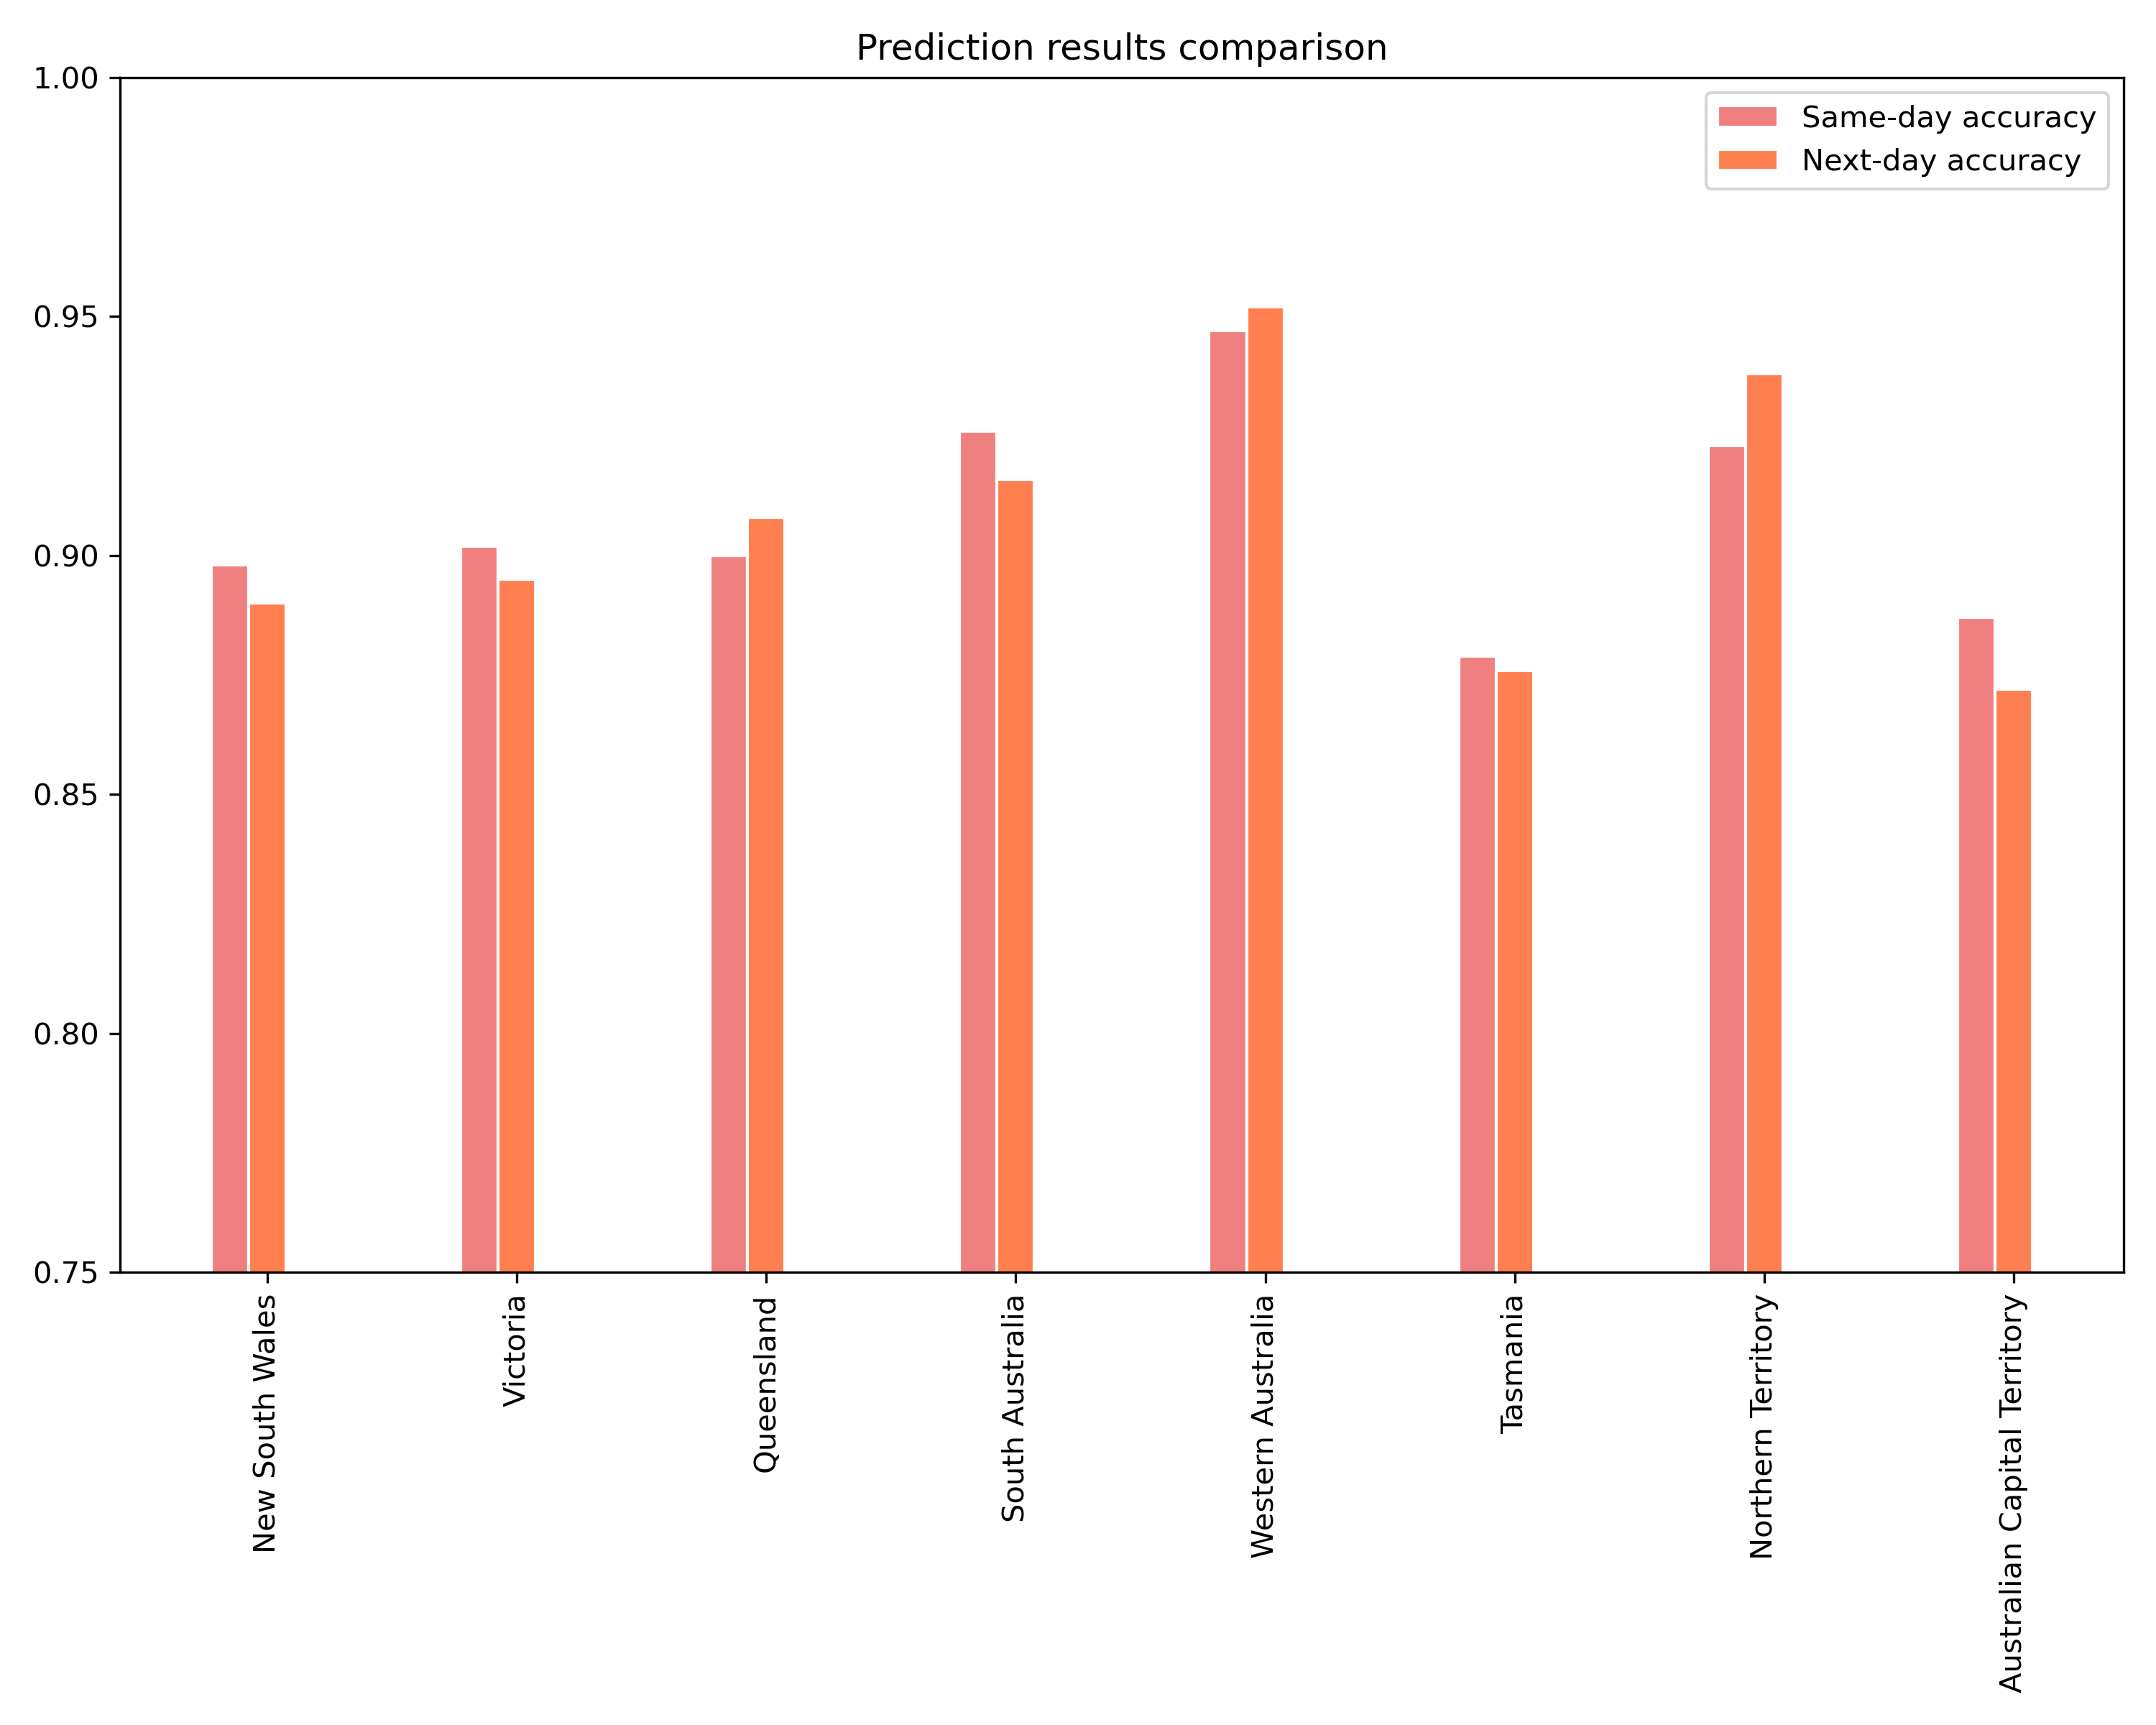 Prediction results comparison
1.00
0.95
0.90
0.85
0.80
0.75
Same-day accuracy
Next-day accuracy
New South Wales
Victoria
Queensland
South Australia
Western Australia
Tasmania
Northern Territory
Australian Capital Territory